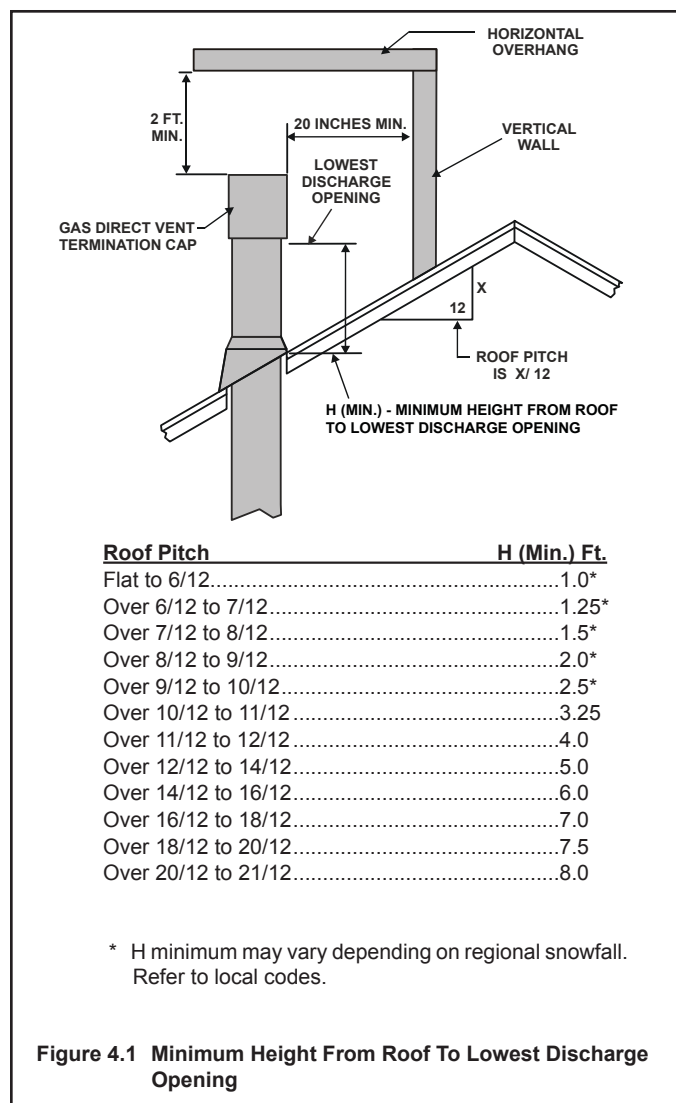 HORIZONTAL
OVERHANG
2 FT.
MIN.
20 INCHES MIN.
VERTICAL
WALL
LOWEST
DISCHARGE
OPENING
GAS DIRECT VENT
TERMINATION CAP
X
12
ROOF PITCH
IS X/ 12
H (MIN.) - MINIMUM HEIGHT FROM ROOF
TO LOWEST DISCHARGE OPENING
Roof Pitch H (Min.) Ft.
Flat to 6/12............................................................1.0*
Over 6/12 to 7/12.................................................1.25*
Over 7/12 to 8/12.................................................1.5*
Over 8/12 to 9/12.................................................2.0*
Over 9/12 to 10/12...............................................2.5*
Over 10/12 to 11/12.............................................3.25
Over 11/12 to 12/12.............................................4.0
Over 12/12 to 14/12.............................................5.0
Over 14/12 to 16/12.............................................6.0
Over 16/12 to 18/12.............................................7.0
Over 18/12 to 20/12.............................................7.5
Over 20/12 to 21/12.............................................8.0
* H minimum may vary depending on regional snowfall.
Refer to local codes.
Figure 4.1 Minimum Height From Roof To Lowest Discharge
Opening